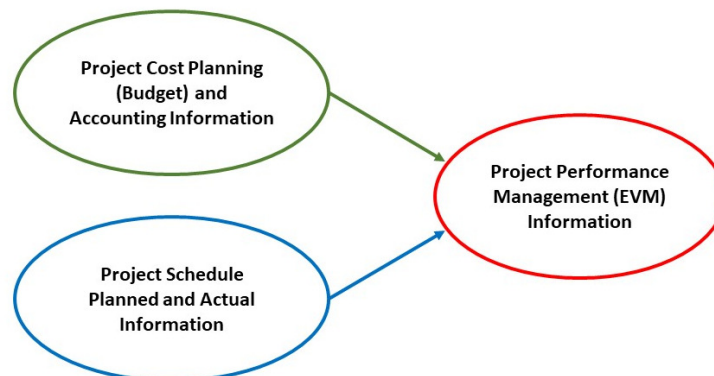 Project Cost Planning
(Budget) and
Accounting Information
Project Performance
Management (EVM)
Information
Project Schedule
Planned and Actual
Information